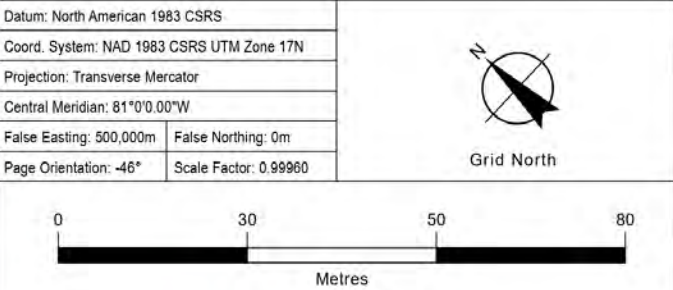 Datum: North American 1983 CSRS
Coord. System: NAD 1983 CSRS UTM Zone 17N
Projection: Transverse Mercator
Central Meridian: 81°0'0.00"W
False Easting: 500,000m False Northing: 0m
Page Orientation: -46° Scale Factor: 0.99960
N
Grid North
0 30 50 80
Metres